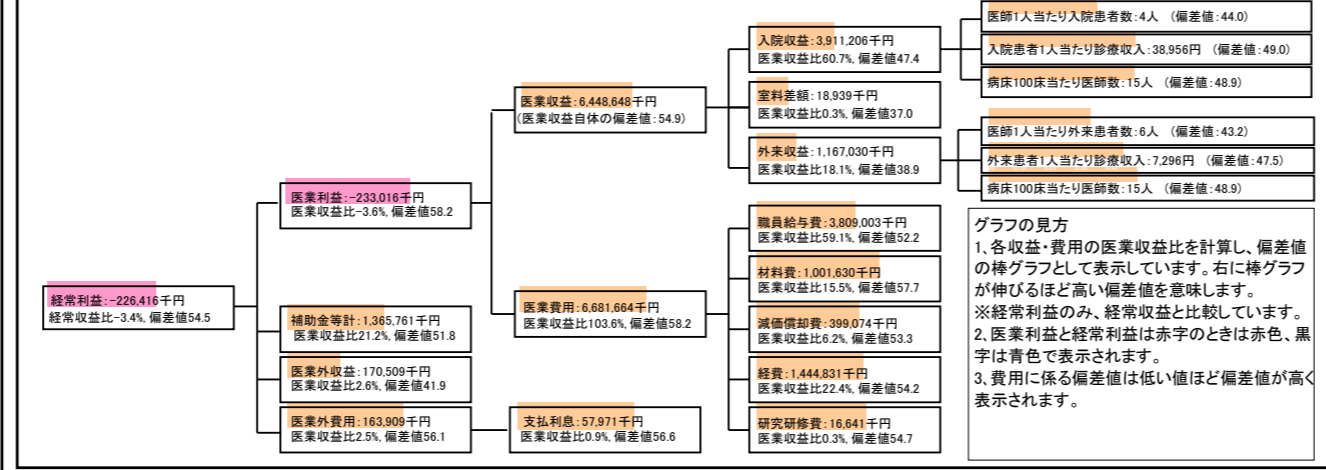 経常利益:-226,416千円
経常収支比-3.4%, 偏差値54.5
医業利益:-233,016千円
医業収益比-3.6%, 偏差値58.2
補助金等計:1,365,761千円
医業収益比21.2%, 偏差値51.8
医業外収益:170,509千円
医業収益比2.6%, 偏差値41.9
医業外費用:163,909千円
医業収益比2.5%, 偏差値56.1
支払利息:57,971千円
医業収益比0.9%, 偏差値56.6
医業収益:6,448,648千円
(医業収益自体の偏差値:54.9)
医業費用:6,681,664千円
医業収益比103.6%, 偏差値58.2
入院収益:3,911,206千円
医業収益比60.7%, 偏差値47.4
室料差額:18,939千円
医業収益比0.3%, 偏差値37.0
外来収益:1,167,030千円
医業収益比18.1%, 偏差値38.9
職員給与費:3,809,003千円
医業収益比59.1%, 偏差値52.2
材料費:1,001,630千円
医業収益比15.5%, 偏差値57.7
減価償却費:399,074千円
医業収益比6.2%, 偏差値53.3
経費:1,444,831千円
医業収益比22.4%, 偏差値54.2
研究研修費:16,641千円
医業収益比0.3%, 偏差値54.7
医師1人当たり入院患者数:4人 (偏差値:44.0)
入院患者1人当たり診療収入:38,956円 (偏差値:49.0)
病床100床当たり医師数:15人 (偏差値:48.9)
医師1人当たり外来患者数:6人 (偏差値:43.2)
外来患者1人当たり診療収入:7,296円 (偏差値:47.5)
病床100床当たり医師数:15人 (偏差値:48.9)
グラフの見方
1、各収益・費用の医業収益比を計算し、偏差値
の棒グラフとして表示しています。右に棒グラフ
が伸びるほど高い偏差値を意味します。
※経常利益のみ、経常収益と比較しています。
2、医業利益と経常利益は赤字のときは赤色、黒
字は青色で表示されます。
3、費用に係る偏差値は低い値ほど偏差値が高く
表示されます。